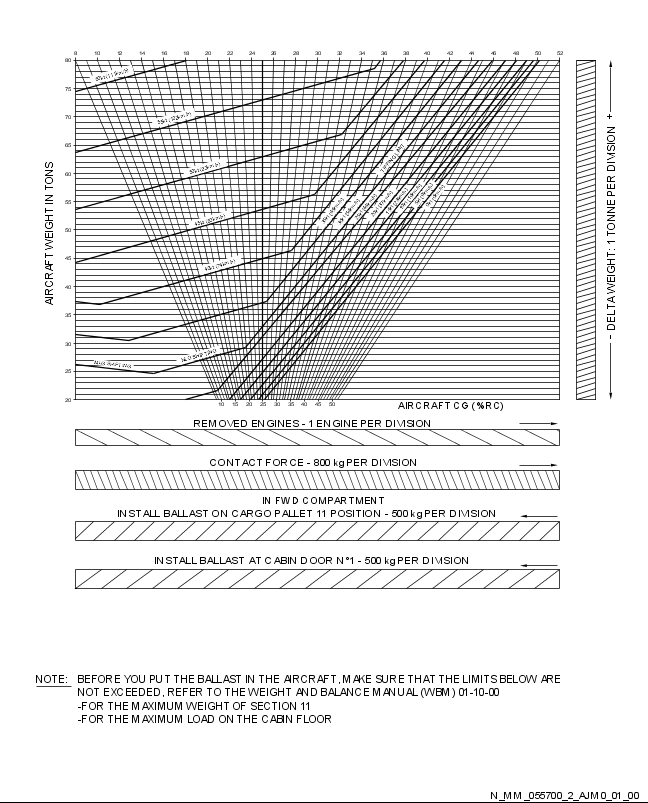 8 10 12 14 16 18 20 22 24 26 28 30 32 34 36 38 40 42 44 46 48 50 52
80
75
70
65
60
55
50
45
40
35
30
25
20
AIRCRAFT WEIGHT IN TONS
- DELTA WEIGHT: 1 TONNE PER DIVISION +
10 15 20 25 30 35 40 45 50
AIRCRAFT CG (%RC)
REMOVED ENGINES - 1 ENGINE PER DIVISION
CONTACT FORCE - 800 kg PER DIVISION
IN FWD COMPARTMENT
INSTALL BALLAST ON CARGO PALLET 11 POSITION - 500 kg PER DIVISION
INSTALL BALLAST AT CABIN DOOR N°1 - 500 kg PER DIVISION
NOTE: BEFORE YOU PUT THE BALLAST IN THE AIRCRAFT, MAKE SURE THAT THE LIMITS BELOW ARE
NOT EXCEEDED, REFER TO THE WEIGHT AND BALANCE MANUAL (WBM) 01-10-00
-FOR THE MAXIMUM WEIGHT OF SECTION 11
-FOR THE MAXIMUM LOAD ON THE CABIN FLOOR
N_MM_055700_2_AJM0_01_00